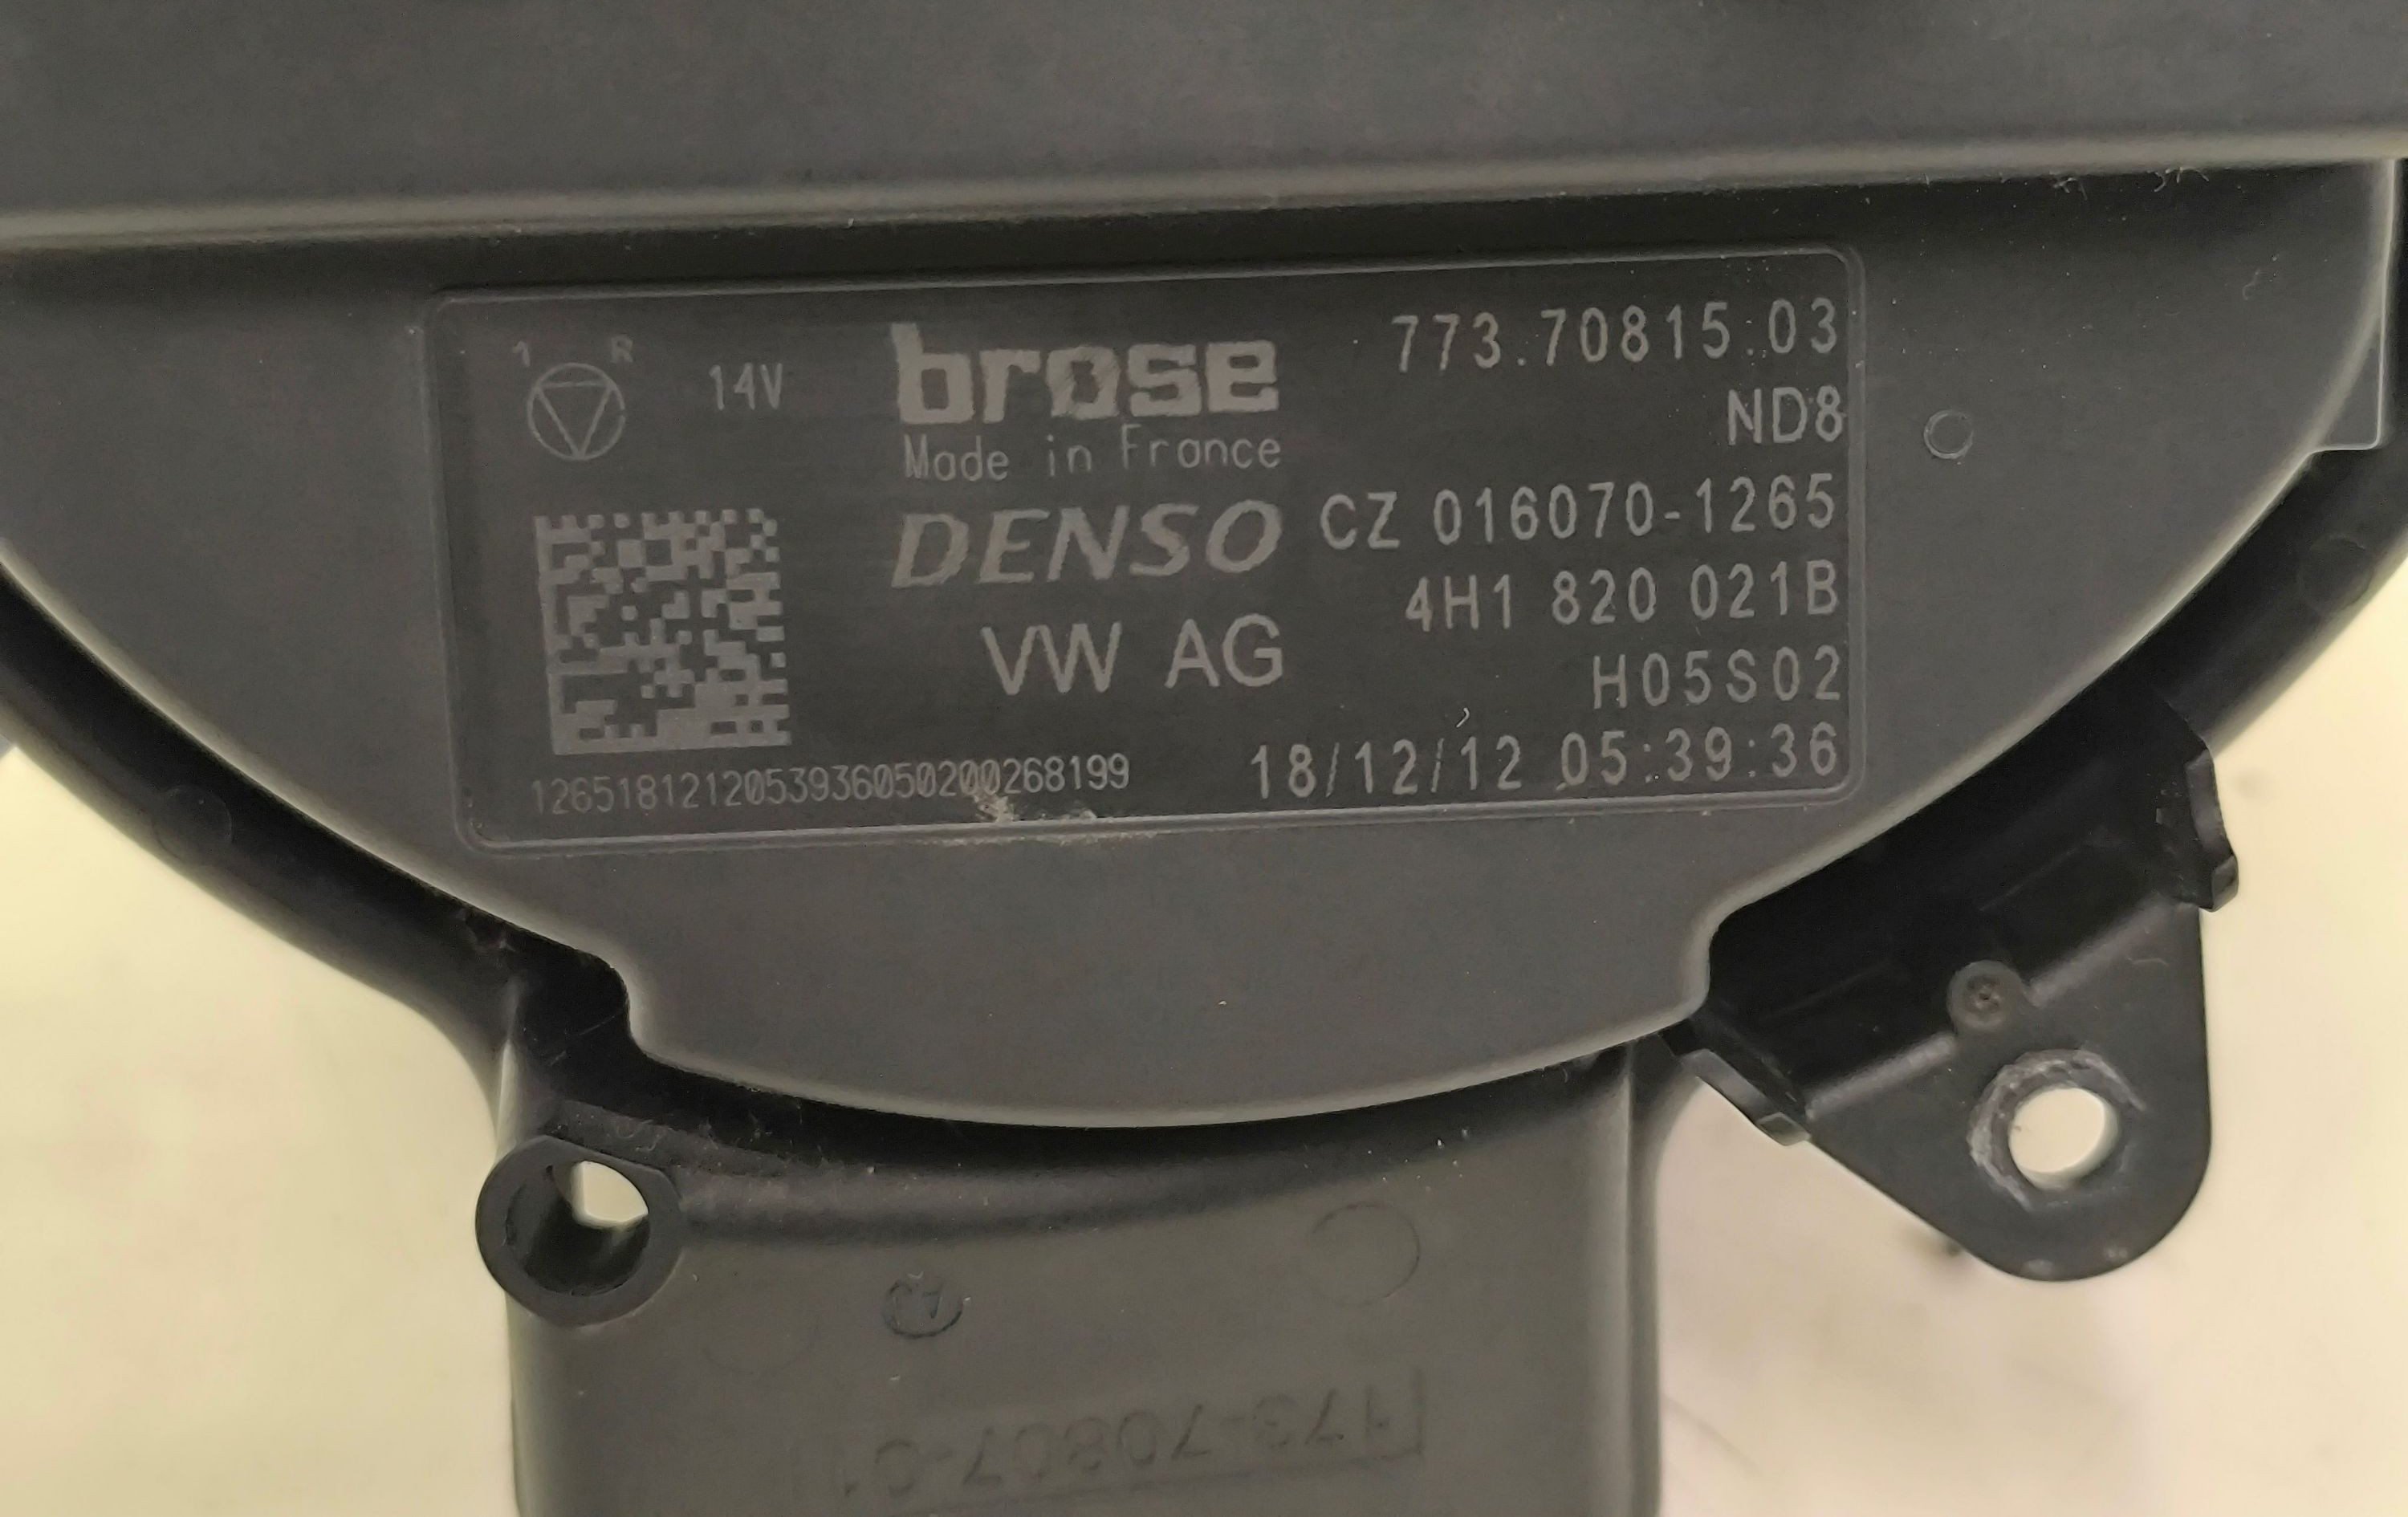 1 R
14V
brose
773.70815.03
Made in France
ND8
DENSO
CZ 016070-1265
4H1 820 021B
VW AG
H05S02
18/12/12 05:39:36
1265181212053936050200268199